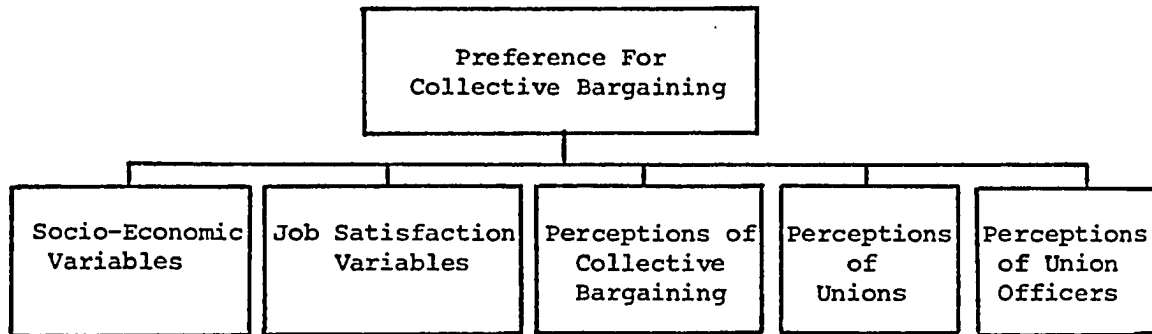 Preference For
Collective Bargaining
Socio-Economic
Variables
Job Satisfaction
Variables
Perceptions of
Collective
Bargaining
Perceptions
of
Unions
Perceptions
of Union
Officers